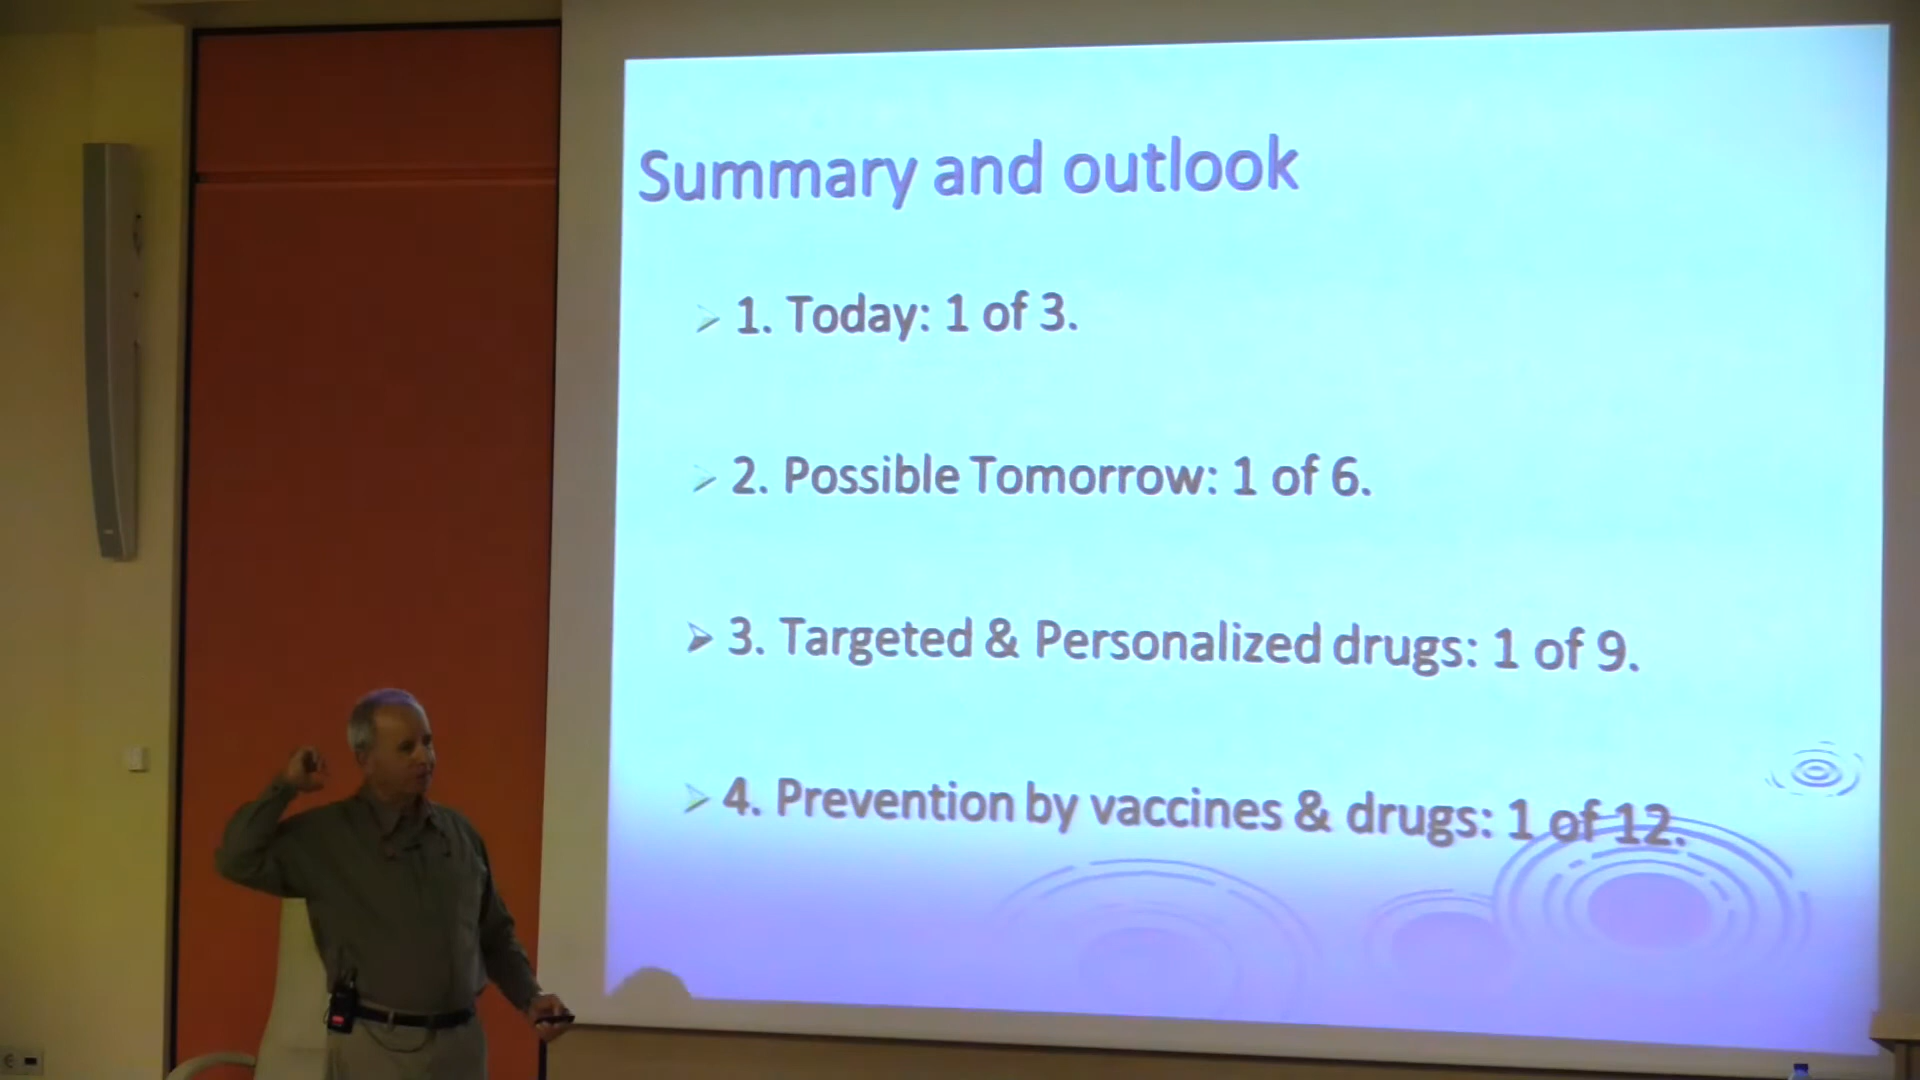 Summary and outlook
1. Today: 1 of 3.
2. Possible Tomorrow: 1 of 6.
3. Targeted & Personalized drugs: 1 of 9.
4. Prevention by vaccines & drugs: 1 of 12.